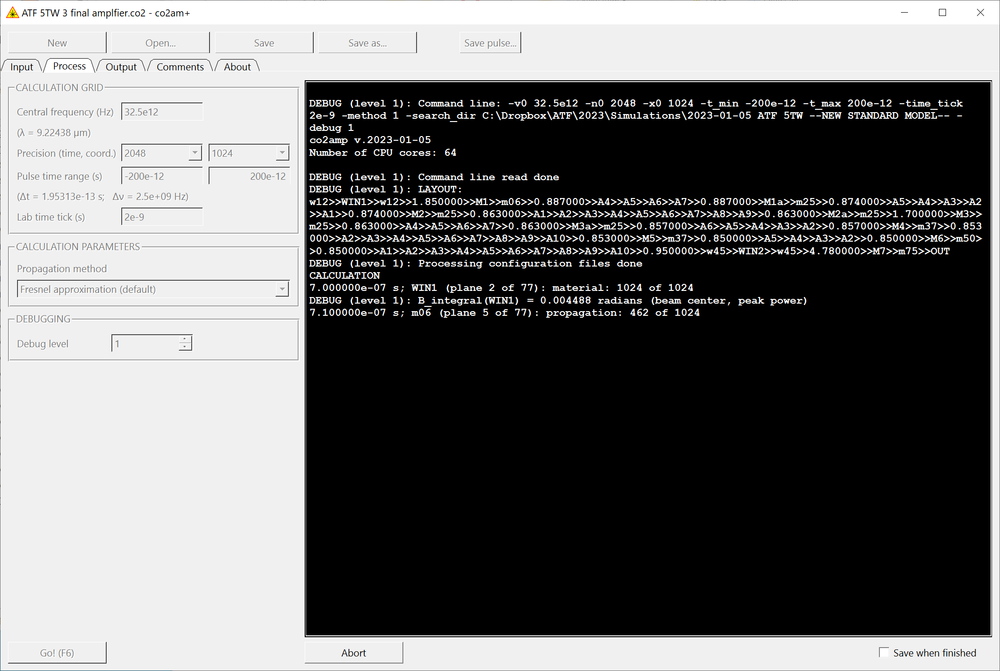 ATF 5TW 3 final amplfier.co2 - co2am+
New Open... Save Save as... Save pulse...
Input Process Output Comments About
CALCULATION GRID
Central frequency (Hz) 32.5e12
(λ = 9.22438 μm)
Precision (time, coord.) 2048 1024
Pulse time range (s) -200e-12 200e-12
(Δt = 1.95313e-13 s; Δν = 2.5e+09 Hz)
Lab time tick (s) 2e-9
CALCULATION PARAMETERS
Propagation method
Fresnel approximation (default)
DEBUGGING
Debug level 1
DEBUG (level 1): Command line: -v0 32.5e12 -n0 2048 -x0 1024 -t_min -200e-12 -t_max 200e-12 -time_tick
2e-9 -method 1 -search_dir C:\Dropbox\ATF\2023\Simulations\2023-01-05 ATF 5TW --NEW STANDARD MODEL-- -
debug 1
co2amp v.2023-01-05
Number of CPU cores: 64
DEBUG (level 1): Command line read done
DEBUG (level 1): LAYOUT:
w12>>WIN1>>w12>>1.850000>>M1>>m06>>0.887000>>A4>>A5>>A6>>A7>>0.887000>>M1a>>m25>>0.874000>>A5>>A4>>A3>>A2
>>A1>>0.874000>>M2>>m25>>0.863000>>A1>>A2>>A3>>A4>>A5>>A6>>A7>>A8>>A9>>0.863000>>M2a>>m25>>1.700000>>M3>>
m25>>0.863000>>A4>>A5>>A6>>A7>>0.863000>>M3a>>m25>>0.857000>>A6>>A5>>A4>>A3>>A2>>0.857000>>M4>>m37>>0.853
000>>A2>>A3>>A4>>A5>>A6>>A7>>A8>>A9>>A10>>0.853000>>M5>>m37>>0.850000>>A5>>A4>>A3>>A2>>0.850000>>M6>>m50>
>0.850000>>A1>>A2>>A3>>A4>>A5>>A6>>A7>>A8>>A9>>A10>>0.950000>>w45>>WIN2>>w45>>4.780000>>M7>>m75>>OUT
DEBUG (level 1): Processing configuration files done
CALCULATION
7.000000e-07 s; WIN1 (plane 2 of 77): material: 1024 of 1024
DEBUG (level 1): B_integral(WIN1) = 0.004488 radians (beam center, peak power)
7.100000e-07 s; m06 (plane 5 of 77): propagation: 462 of 1024
Go! (F6) Abort Save when finished